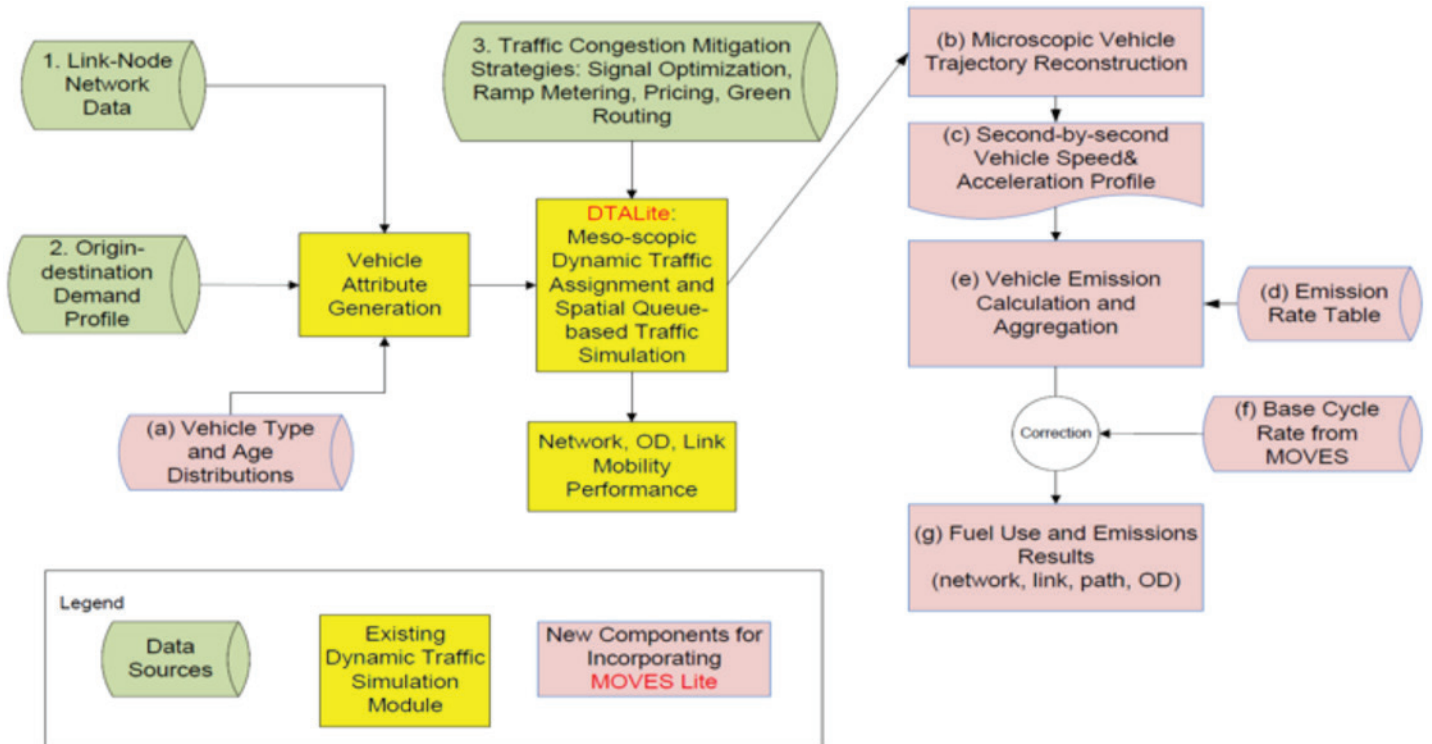 1. Link-Node
Network
Data
2. Origin-
destination
Demand
Profile
(a) Vehicle Type
and Age
Distributions
Vehicle
Attribute
Generation
3. Traffic Congestion Mitigation
Strategies: Signal Optimization,
Ramp Metering, Pricing, Green
Routing
DTALite:
Meso-scopic
Dynamic Traffic
Assignment and
Spatial Queue-
based Traffic
Simulation
Network, OD, Link
Mobility
Performance
(b) Microscopic Vehicle
Trajectory Reconstruction
(c) Second-by-second
Vehicle Speed&
Acceleration Profile
(e) Vehicle Emission
Calculation and
Aggregation
(d) Emission
Rate Table
Correction
(f) Base Cycle
Rate from
MOVES
(g) Fuel Use and Emissions
Results
(network, link, path, OD)
Legend
Data
Sources
Existing
Dynamic Traffic
Simulation
Module
New Components for
Incorporating
MOVES Lite